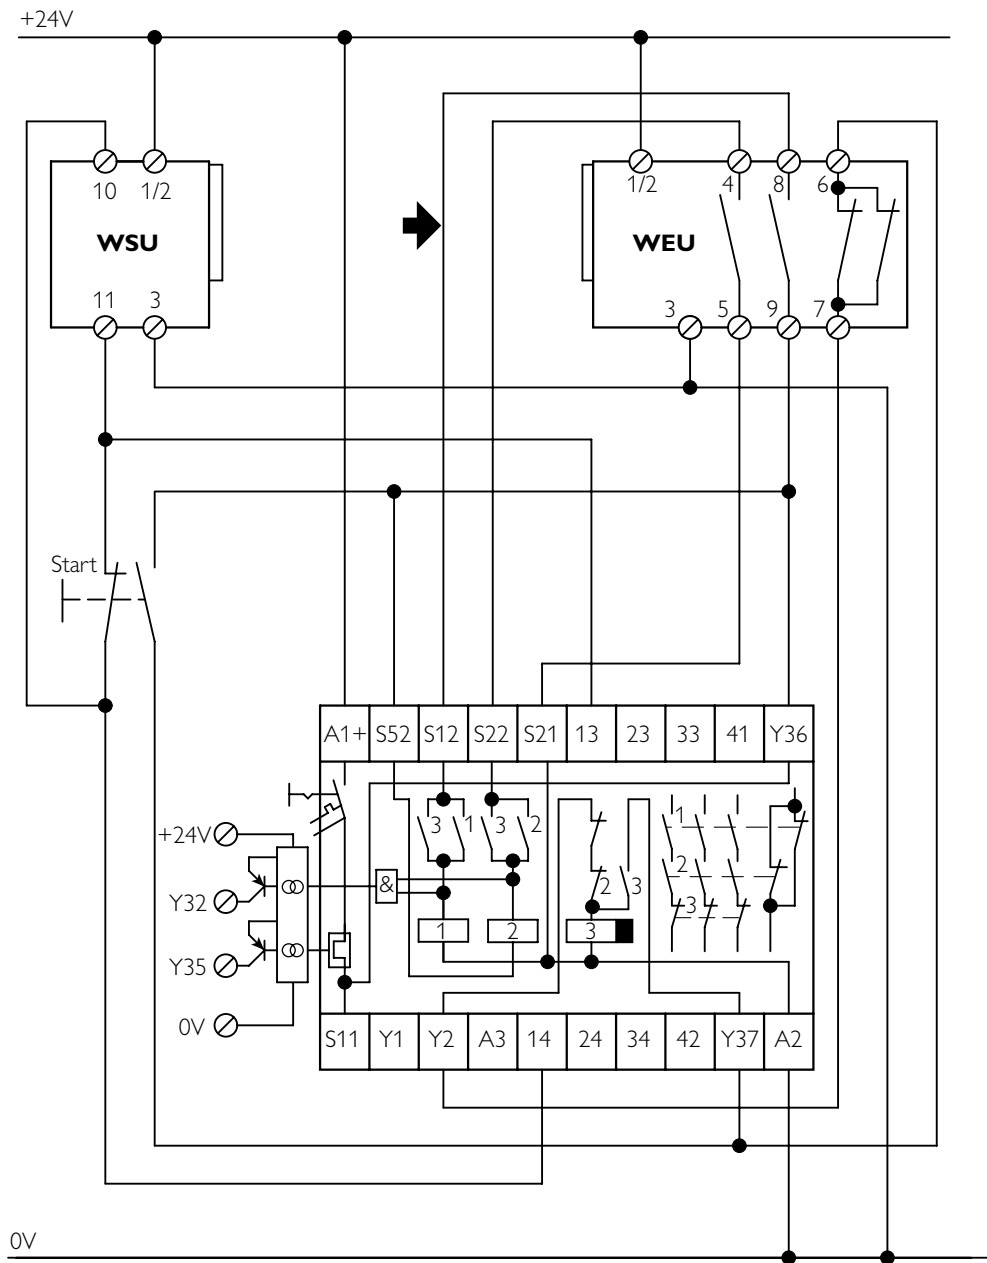 +24V
10 1/2
WSU
11 3
1/2 4 8 6
WEU
3 5 9 7
Start
A1+ S52 S12 S22 S21 13 23 33 41 Y36
3 1 3 2
1
+24V
&
2 3
2
Y32
3
1 2 3
Y35
0V
S11 Y1 Y2 A3 14 24 34 42 Y37 A2
0V